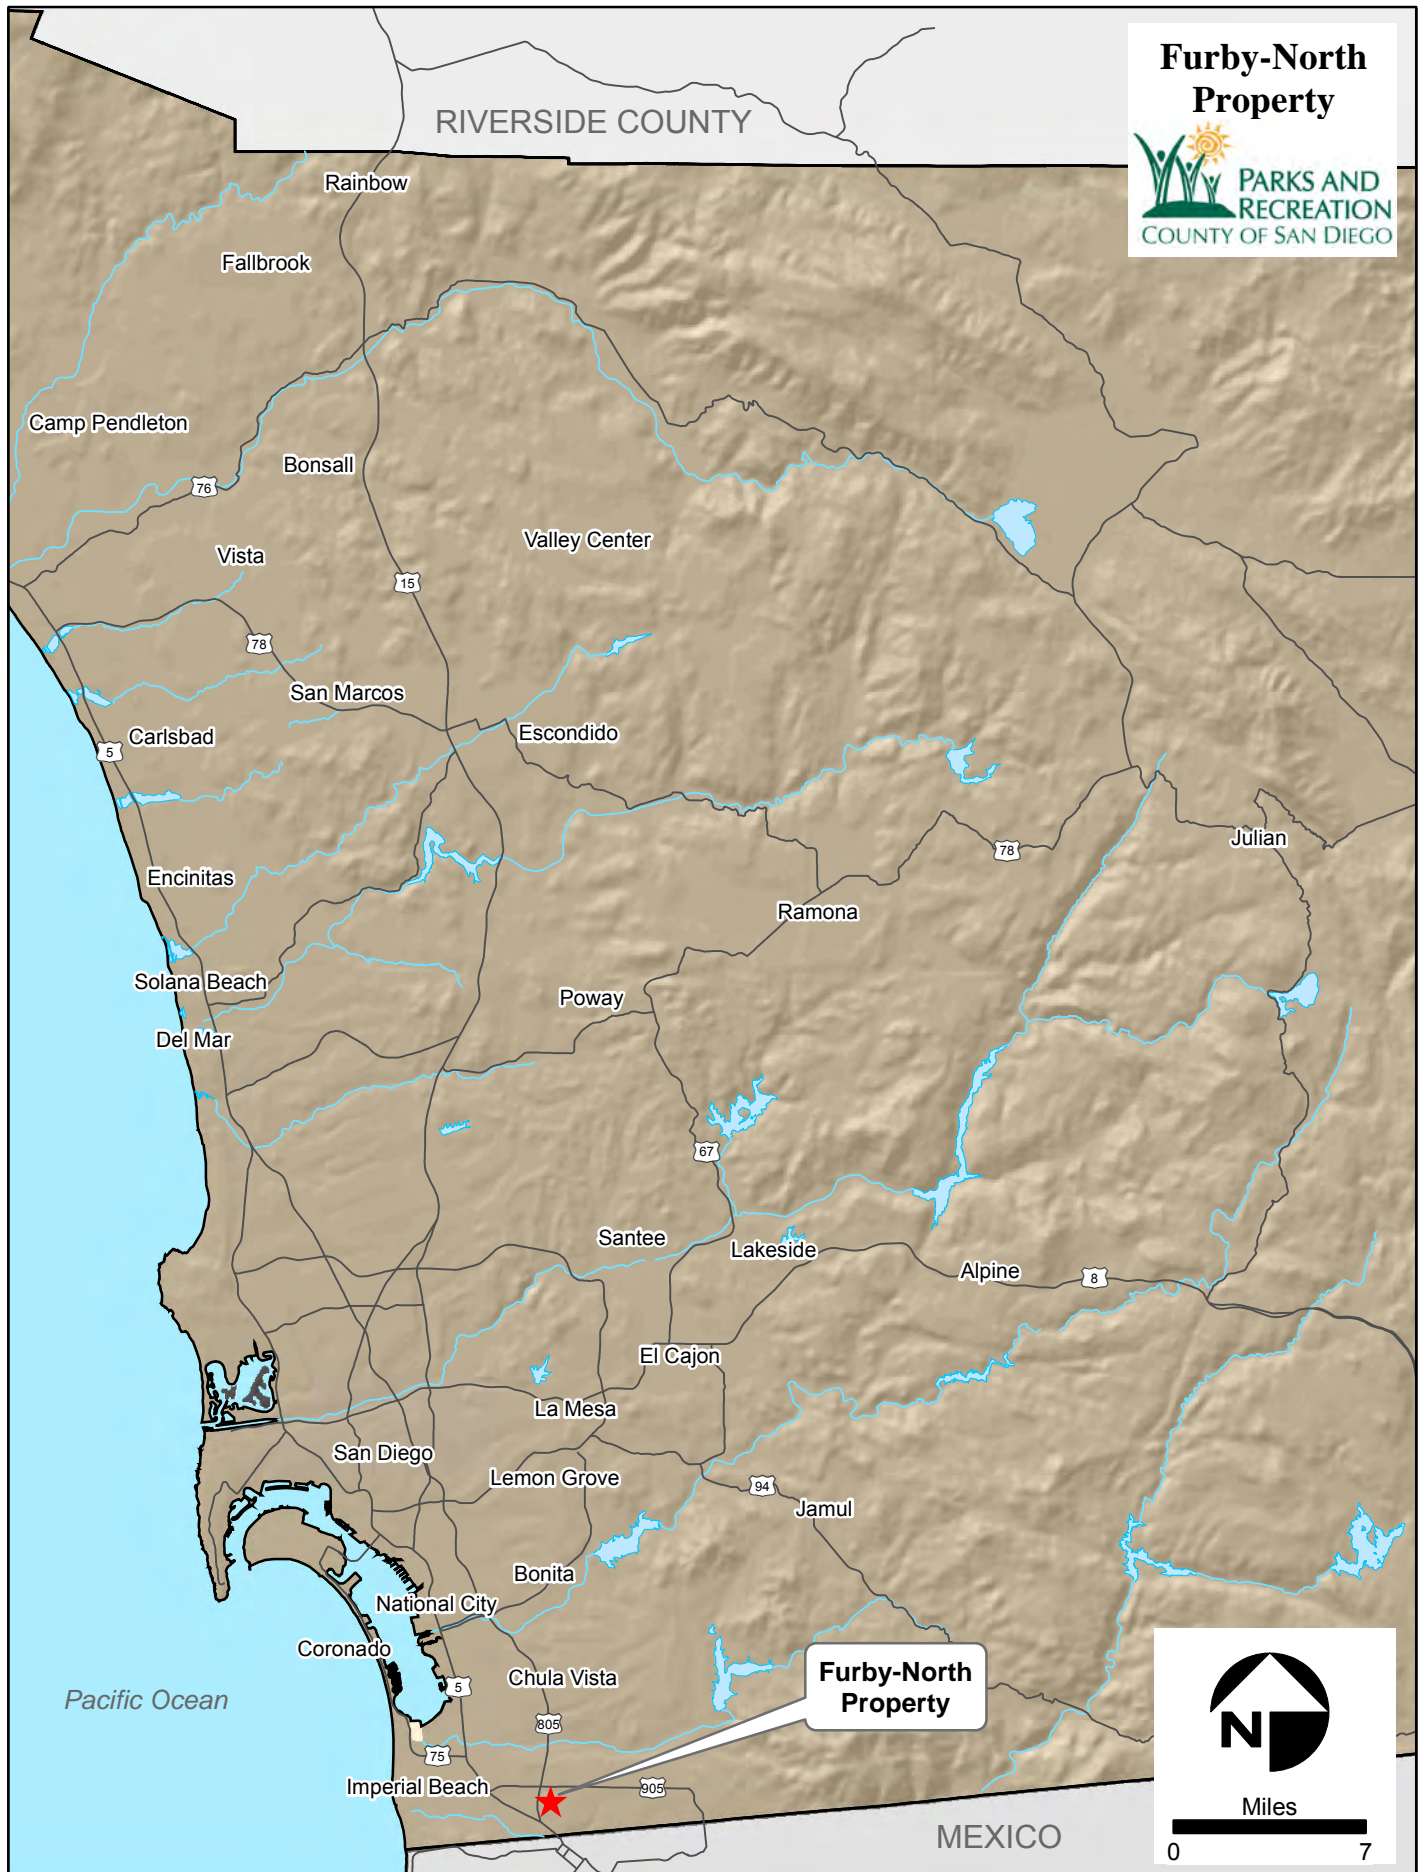 Furby-North
Property
PARKS AND
RECREATION
COUNTY OF SAN DIEGO
RIVERSIDE COUNTY
Rainbow
Fallbrook
Camp Pendleton
Bonsall
76
Valley Center
Vista
15
78
San Marcos
Carlsbad
5
Escondido
Julian
78
Encinitas
Ramona
Solana Beach
Poway
Del Mar
67
Santee
Lakeside
Alpine
8
El Cajon
La Mesa
San Diego
Lemon Grove
94
Jamul
Bonita
National City
Coronado
Chula Vista
5
Furby-North
Property
Pacific Ocean
805
75
Imperial Beach
905
N
MEXICO
Miles
0 7